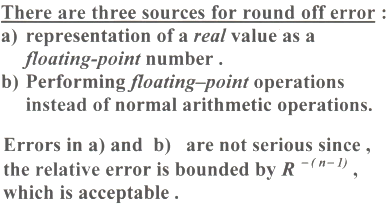 There are three sources for round off error :
a) representation of a real value as a
floating-point number .
b) Performing floating–point operations
instead of normal arithmetic operations.
Errors in a) and b) are not serious since ,
the relative error is bounded by R ⁻⁽ ⁿ⁻ ¹⁾ ,
which is acceptable .